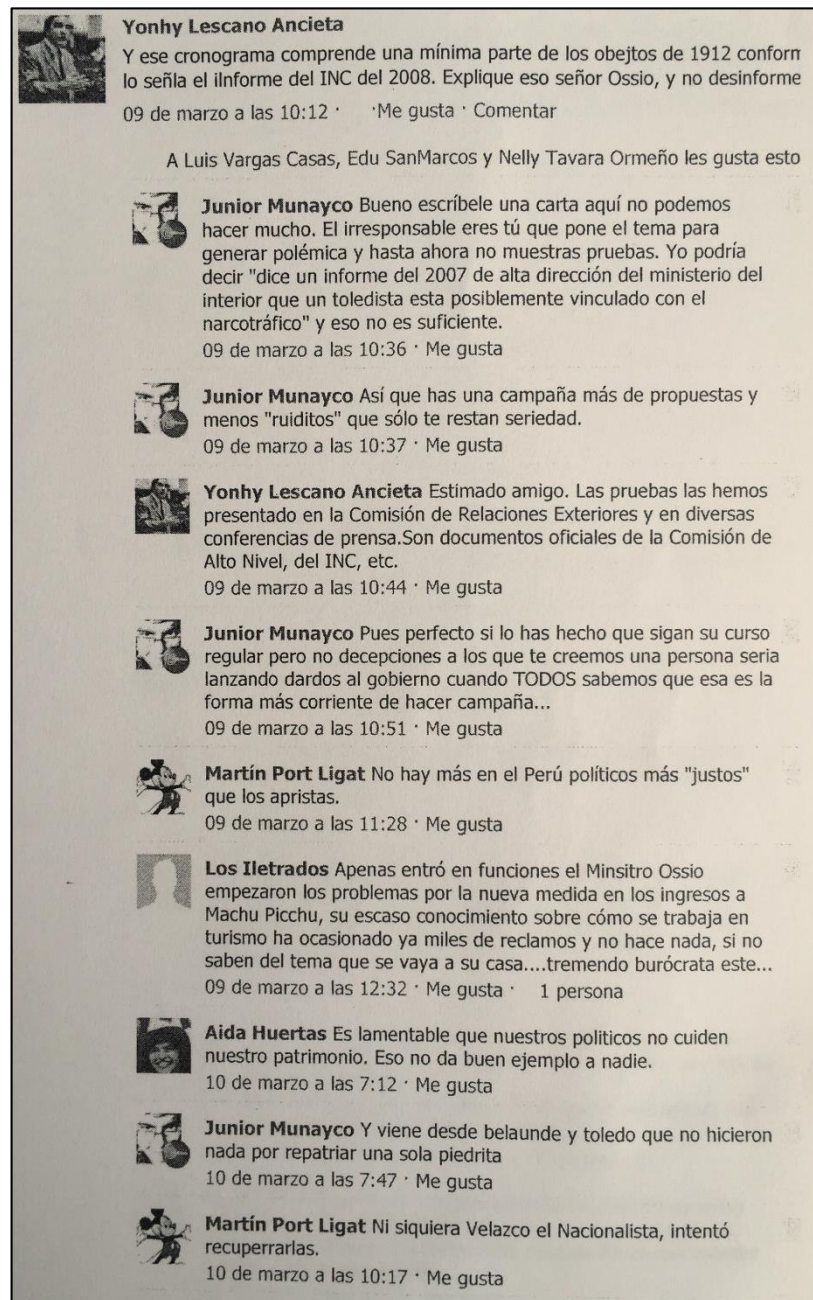 Yonhy Lescano Ancieta
Y ese cronograma comprende una mínima parte de los obejtos de 1912 conform
lo señla el iInforme del INC del 2008. Explique eso señor Ossio, y no desinforme
09 de marzo a las 10:12 · ·Me gusta · Comentar
A Luis Vargas Casas, Edu SanMarcos y Nelly Tavara Ormeño les gusta esto
Junior Munayco Bueno escríbele una carta aquí no podemos
hacer mucho. El irresponsable eres tú que pone el tema para
generar polémica y hasta ahora no muestras pruebas. Yo podría
decir "dice un informe del 2007 de alta dirección del ministerio del
interior que un toledista esta posiblemente vinculado con el
narcotráfico" y eso no es suficiente.
09 de marzo a las 10:36 · Me gusta
Junior Munayco Así que has una campaña más de propuestas y
menos "ruiditos" que sólo te restan seriedad.
09 de marzo a las 10:37 · Me gusta
Yonhy Lescano Ancieta Estimado amigo. Las pruebas las hemos
presentado en la Comisión de Relaciones Exteriores y en diversas
conferencias de prensa.Son documentos oficiales de la Comisión de
Alto Nivel, del INC, etc.
09 de marzo a las 10:44 · Me gusta
Junior Munayco Pues perfecto si lo has hecho que sigan su curso
regular pero no decepciones a los que te creemos una persona seria
lanzando dardos al gobierno cuando TODOS sabemos que esa es la
forma más corriente de hacer campaña...
09 de marzo a las 10:51 · Me gusta
Martín Port Ligat No hay más en el Perú políticos más "justos"
que los apristas.
09 de marzo a las 11:28 · Me gusta
Los Iletrados Apenas entró en funciones el Minsitro Ossio
empezaron los problemas por la nueva medida en los ingresos a
Machu Picchu, su escaso conocimiento sobre cómo se trabaja en
turismo ha ocasionado ya miles de reclamos y no hace nada, si no
saben del tema que se vaya a su casa....tremendo burócrata este...
09 de marzo a las 12:32 · Me gusta · 1 persona
Aida Huertas Es lamentable que nuestros politicos no cuiden
nuestro patrimonio. Eso no da buen ejemplo a nadie.
10 de marzo a las 7:12 · Me gusta
Junior Munayco Y viene desde belaunde y toledo que no hicieron
nada por repatriar una sola piedrita
10 de marzo a las 7:47 · Me gusta
Martín Port Ligat Ni siquiera Velazco el Nacionalista, intentó
recuperrarlas.
10 de marzo a las 10:17 · Me gusta